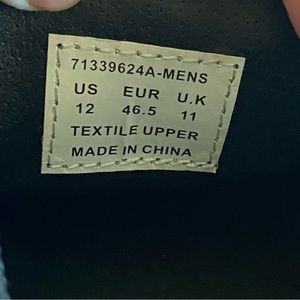 71339624A-MENS
US EUR U.K
12 46.5 11
TEXTILE UPPER
MADE IN CHINA